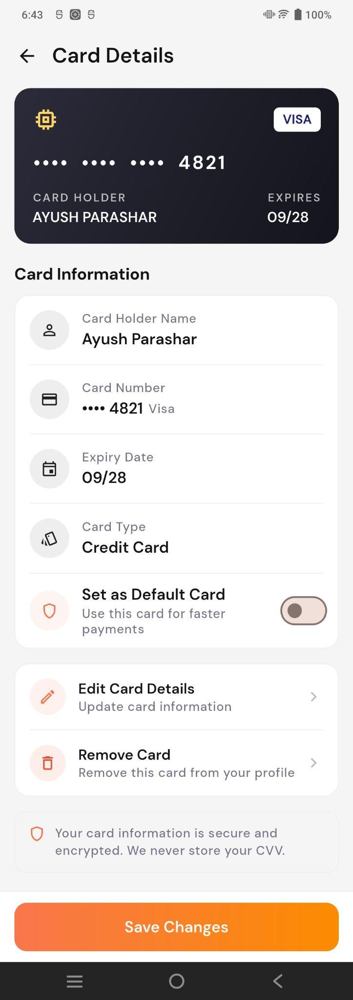 6:43
100%
Card Details
VISA
•••• •••• •••• 4821
CARD HOLDER
EXPIRES
AYUSH PARASHAR
09/28
Card Information
Card Holder Name
Ayush Parashar
Card Number
•••• 4821 Visa
Expiry Date
09/28
Card Type
Credit Card
Set as Default Card
Use this card for faster
payments
Edit Card Details
Update card information
Remove Card
Remove this card from your profile
Your card information is secure and
encrypted. We never store your CVV.
Save Changes